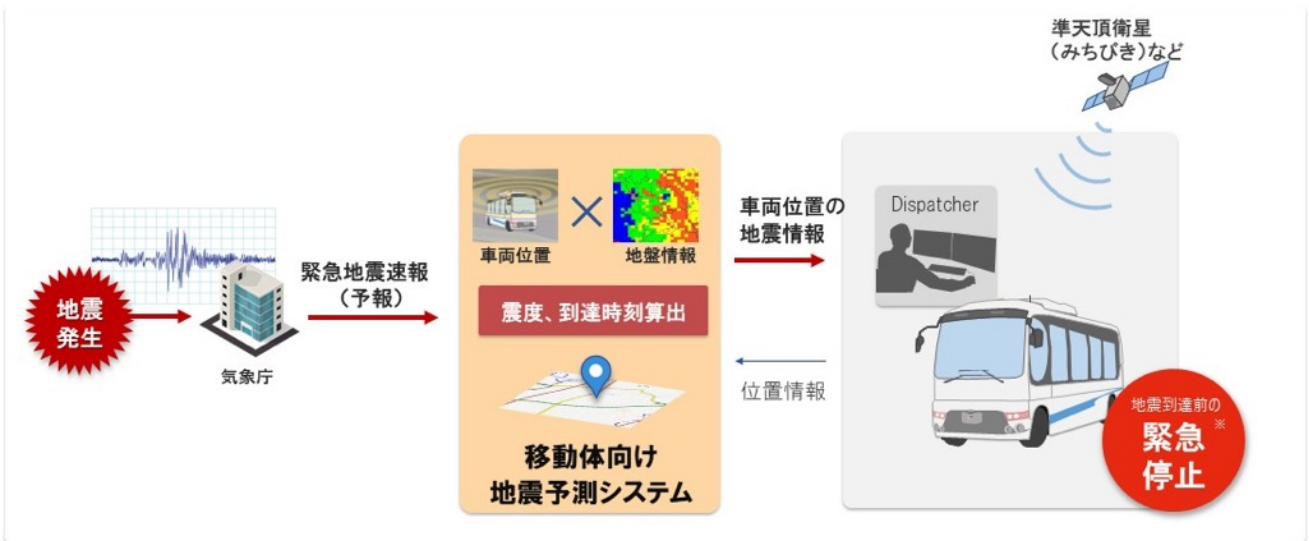 準天頂衛星
(みちびき)など
地震
発生
気象庁
緊急地震速報
(予報)
車両位置
地盤情報
震度、到達時刻算出
移動体向け
地震予測システム
車両位置の
地震情報
位置情報
Dispatcher
地震到達前の
緊急※
停止